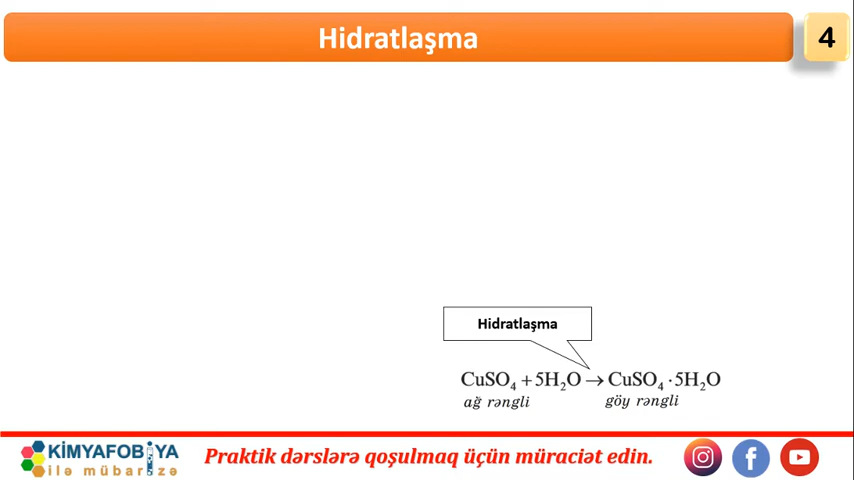 Hidratlaşma
4
Hidratlaşma
CuSO₄ + 5H₂O → CuSO₄ · 5H₂O
ağ rəngli göy rəngli
KİMYAFOBİYA
ilə mübarizə
Praktik dərslərə qoşulmaq üçün müraciət edin.